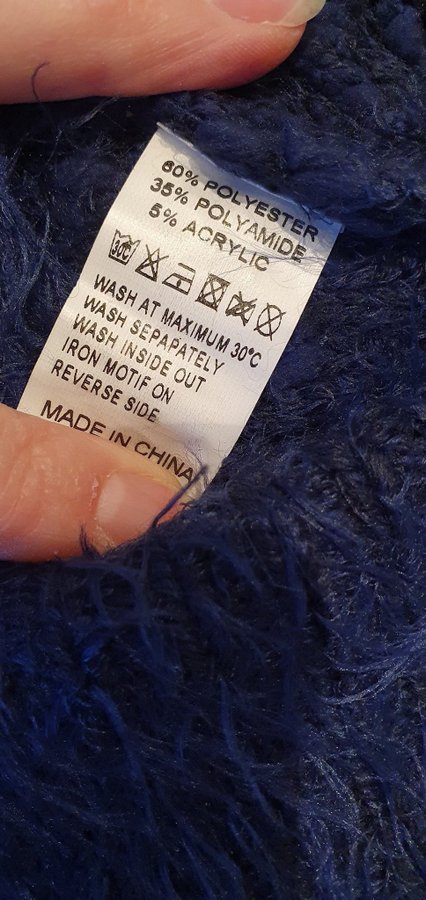 60% POLYESTER
35% POLYAMIDE
5% ACRYLIC
30C
WASH AT MAXIMUM 30°C
WASH SEPAPATELY
WASH INSIDE OUT
IRON MOTIF ON
REVERSE SIDE
MADE IN CHINA